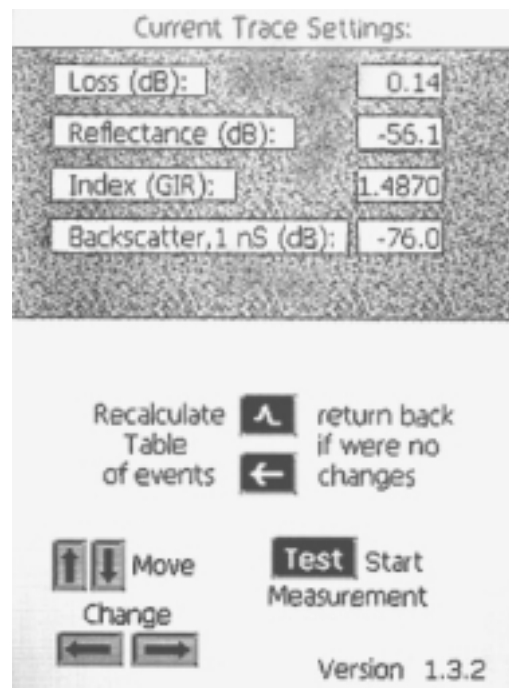 Current Trace Settings:
Loss (dB): 0.14
Reflectance (dB): -56.1
Index (GIR): 1.4870
Backscatter,1 nS (dB): -76.0
Recalculate
Table
of events
return back
if were no
changes
Move
Change
Test Start
Measurement
Version 1.3.2